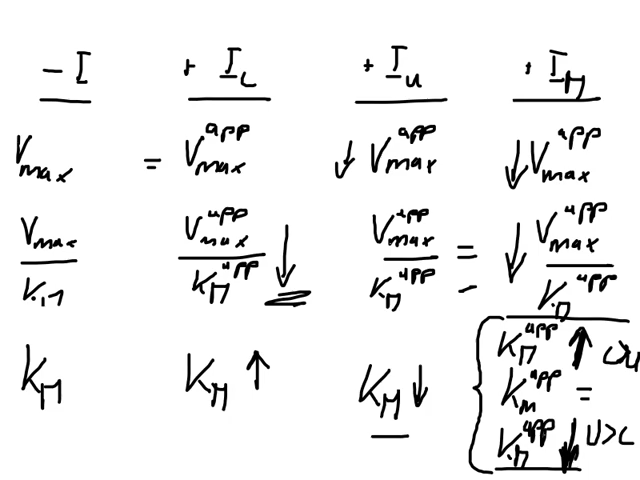 - I + I_c + I_u + I_M
V_max = V_max^app ↓ V_max^app ↓ V_max^app
V_max/K_M V_max^app/K_M^app ↓ V_max^app/K_M^app = ↓ V_max^app/K_M^app
K_M K_M ↑ K_M ↓ K_M^app ↑ C>U
K_m^app =
K_M^app ↓ U>C